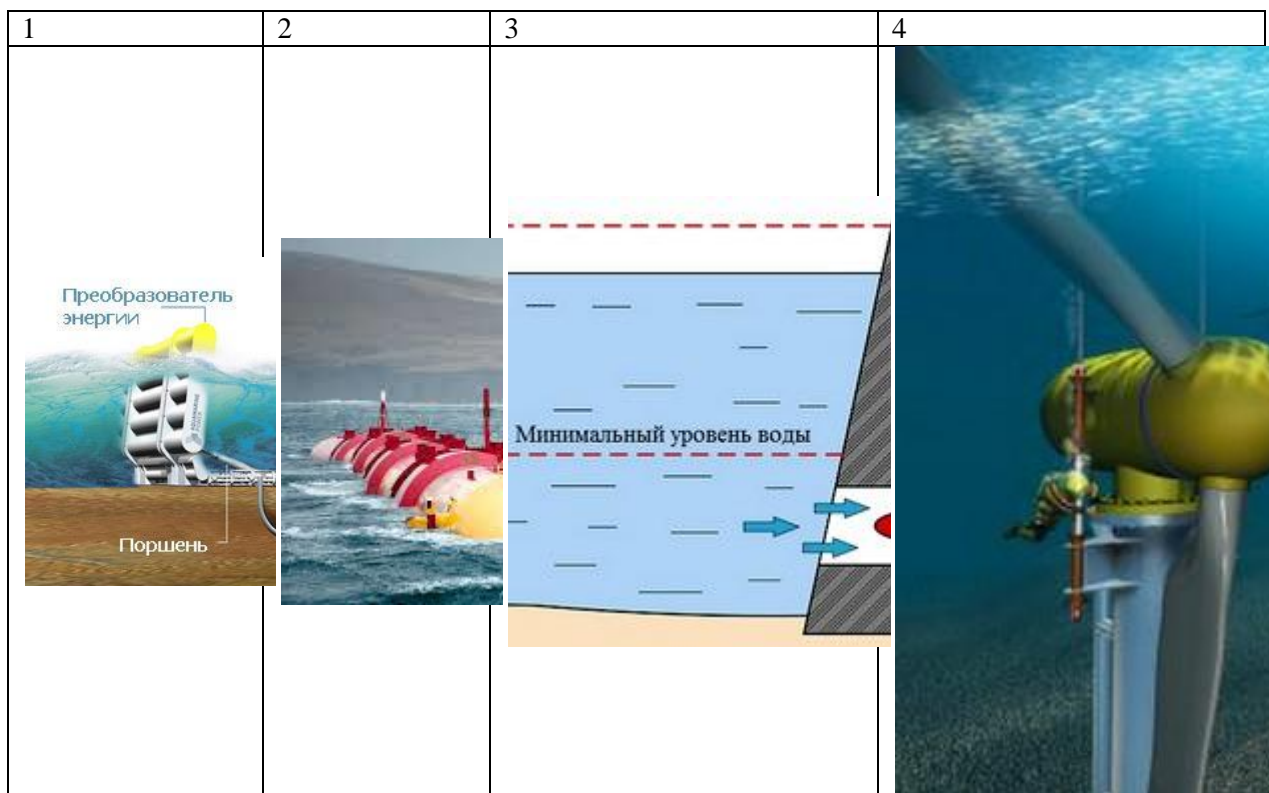 1 2 3 4
Преобразователь
энергии
Поршень
Минимальный уровень воды